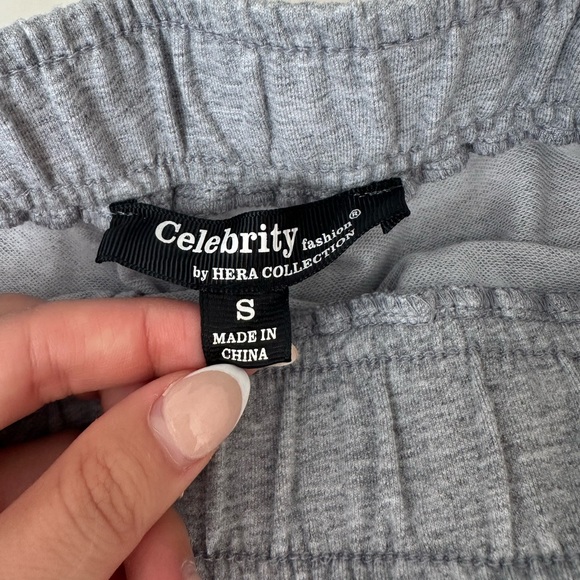 Celebrity fashion®
by HERA COLLECTION
S
MADE IN
CHINA